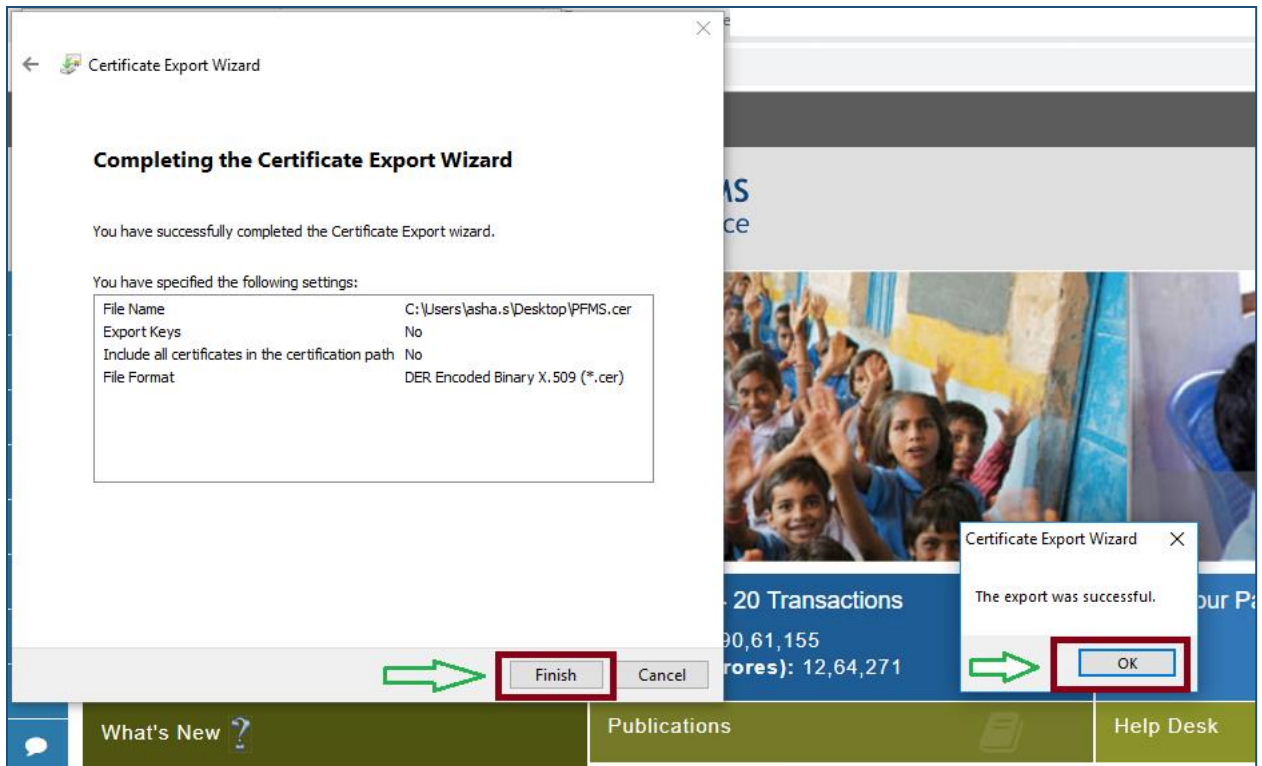 Certificate Export Wizard
Completing the Certificate Export Wizard
You have successfully completed the Certificate Export wizard.
You have specified the following settings:
File Name C:\Users\asha.s\Desktop\PFMS.cer
Export Keys No
Include all certificates in the certification path No
File Format DER Encoded Binary X.509 (*.cer)
Finish Cancel
Certificate Export Wizard
The export was successful.
OK
20 Transactions
90,61,155
rores): 12,64,271
our Pa
What's New
Publications
Help Desk